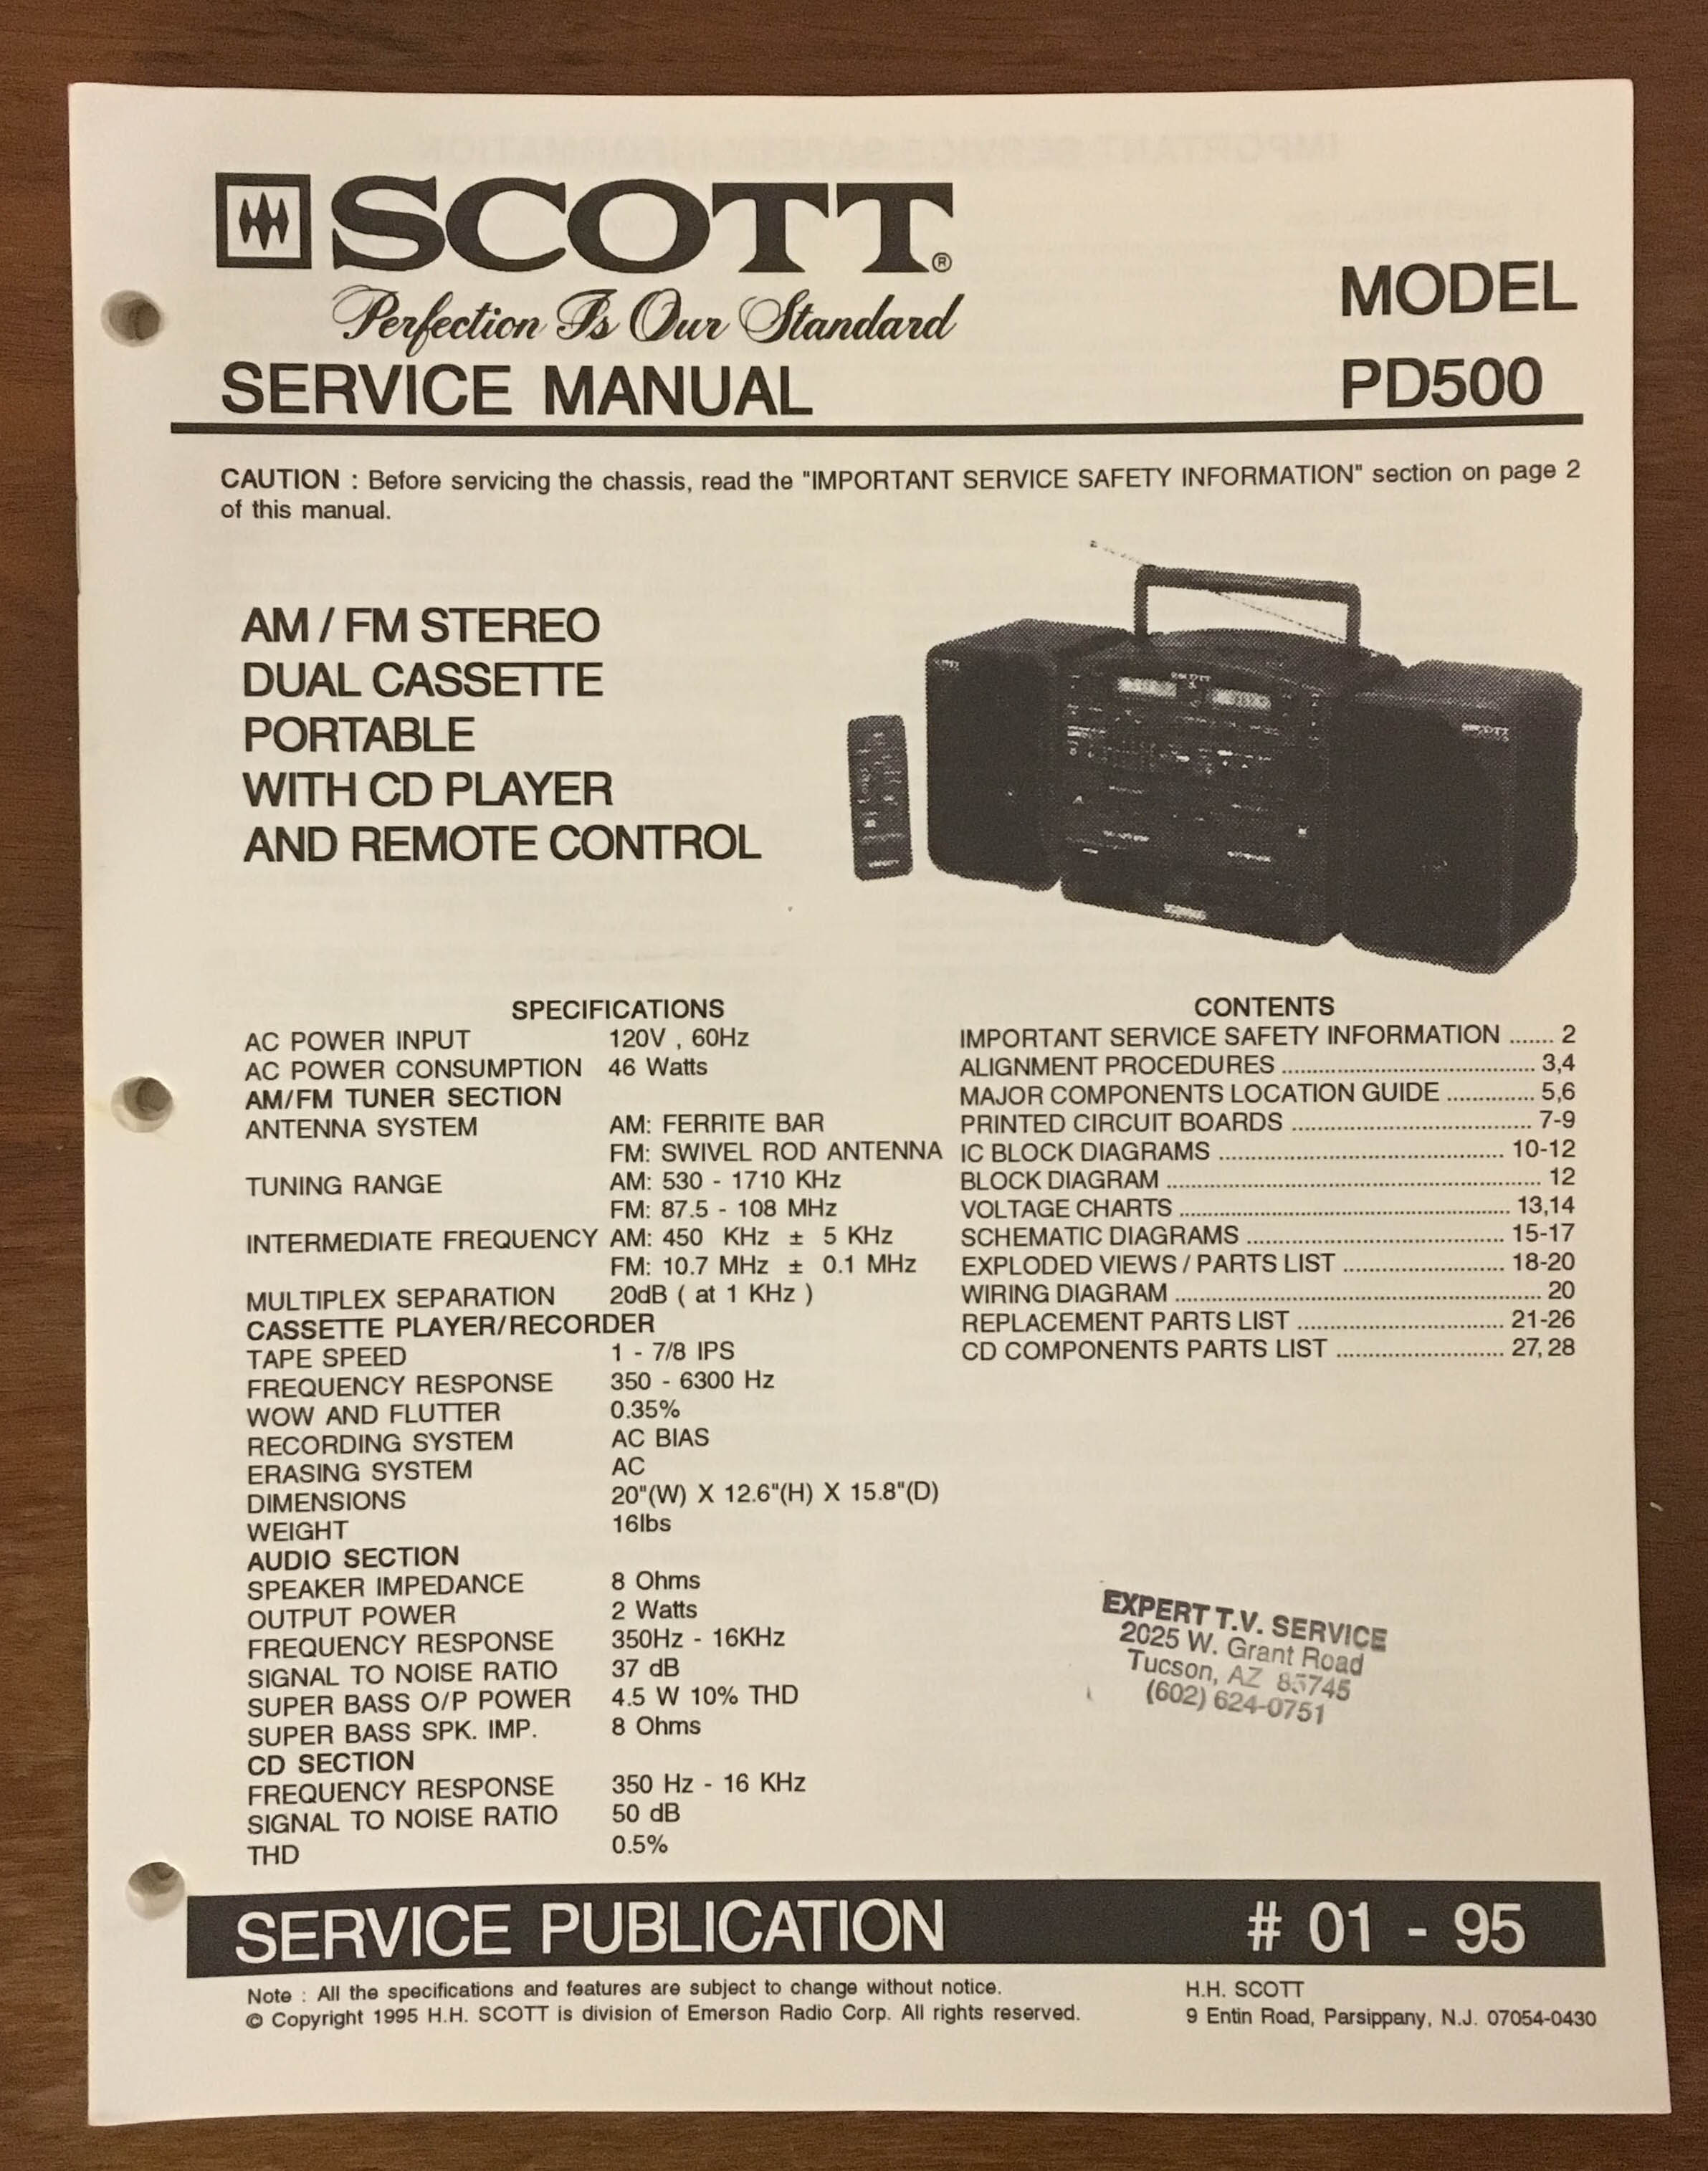 SCOTT®
Perfection Is Our Standard
SERVICE MANUAL
MODEL
PD500
CAUTION : Before servicing the chassis, read the "IMPORTANT SERVICE SAFETY INFORMATION" section on page 2
of this manual.
AM / FM STEREO
DUAL CASSETTE
PORTABLE
WITH CD PLAYER
AND REMOTE CONTROL
SPECIFICATIONS
AC POWER INPUT 120V , 60Hz
AC POWER CONSUMPTION 46 Watts
AM/FM TUNER SECTION
ANTENNA SYSTEM AM: FERRITE BAR
FM: SWIVEL ROD ANTENNA
TUNING RANGE AM: 530 - 1710 KHz
FM: 87.5 - 108 MHz
INTERMEDIATE FREQUENCY AM: 450 KHz ± 5 KHz
FM: 10.7 MHz ± 0.1 MHz
MULTIPLEX SEPARATION 20dB ( at 1 KHz )
CASSETTE PLAYER/RECORDER
TAPE SPEED 1 - 7/8 IPS
FREQUENCY RESPONSE 350 - 6300 Hz
WOW AND FLUTTER 0.35%
RECORDING SYSTEM AC BIAS
ERASING SYSTEM AC
DIMENSIONS 20"(W) X 12.6"(H) X 15.8"(D)
WEIGHT 16lbs
AUDIO SECTION
SPEAKER IMPEDANCE 8 Ohms
OUTPUT POWER 2 Watts
FREQUENCY RESPONSE 350Hz - 16KHz
SIGNAL TO NOISE RATIO 37 dB
SUPER BASS O/P POWER 4.5 W 10% THD
SUPER BASS SPK. IMP. 8 Ohms
CD SECTION
FREQUENCY RESPONSE 350 Hz - 16 KHz
SIGNAL TO NOISE RATIO 50 dB
THD 0.5%
CONTENTS
IMPORTANT SERVICE SAFETY INFORMATION ....... 2
ALIGNMENT PROCEDURES ....................................... 3,4
MAJOR COMPONENTS LOCATION GUIDE .............. 5,6
PRINTED CIRCUIT BOARDS ..................................... 7-9
IC BLOCK DIAGRAMS ............................................ 10-12
BLOCK DIAGRAM .......................................................... 12
VOLTAGE CHARTS ................................................... 13,14
SCHEMATIC DIAGRAMS ........................................ 15-17
EXPLODED VIEWS / PARTS LIST ......................... 18-20
WIRING DIAGRAM ......................................................... 20
REPLACEMENT PARTS LIST ................................ 21-26
CD COMPONENTS PARTS LIST .......................... 27, 28
EXPERT T.V. SERVICE
2025 W. Grant Road
Tucson, AZ 85745
(602) 624-0751
SERVICE PUBLICATION # 01 - 95
Note : All the specifications and features are subject to change without notice.
© Copyright 1995 H.H. SCOTT is division of Emerson Radio Corp. All rights reserved.
H.H. SCOTT
9 Entin Road, Parsippany, N.J. 07054-0430